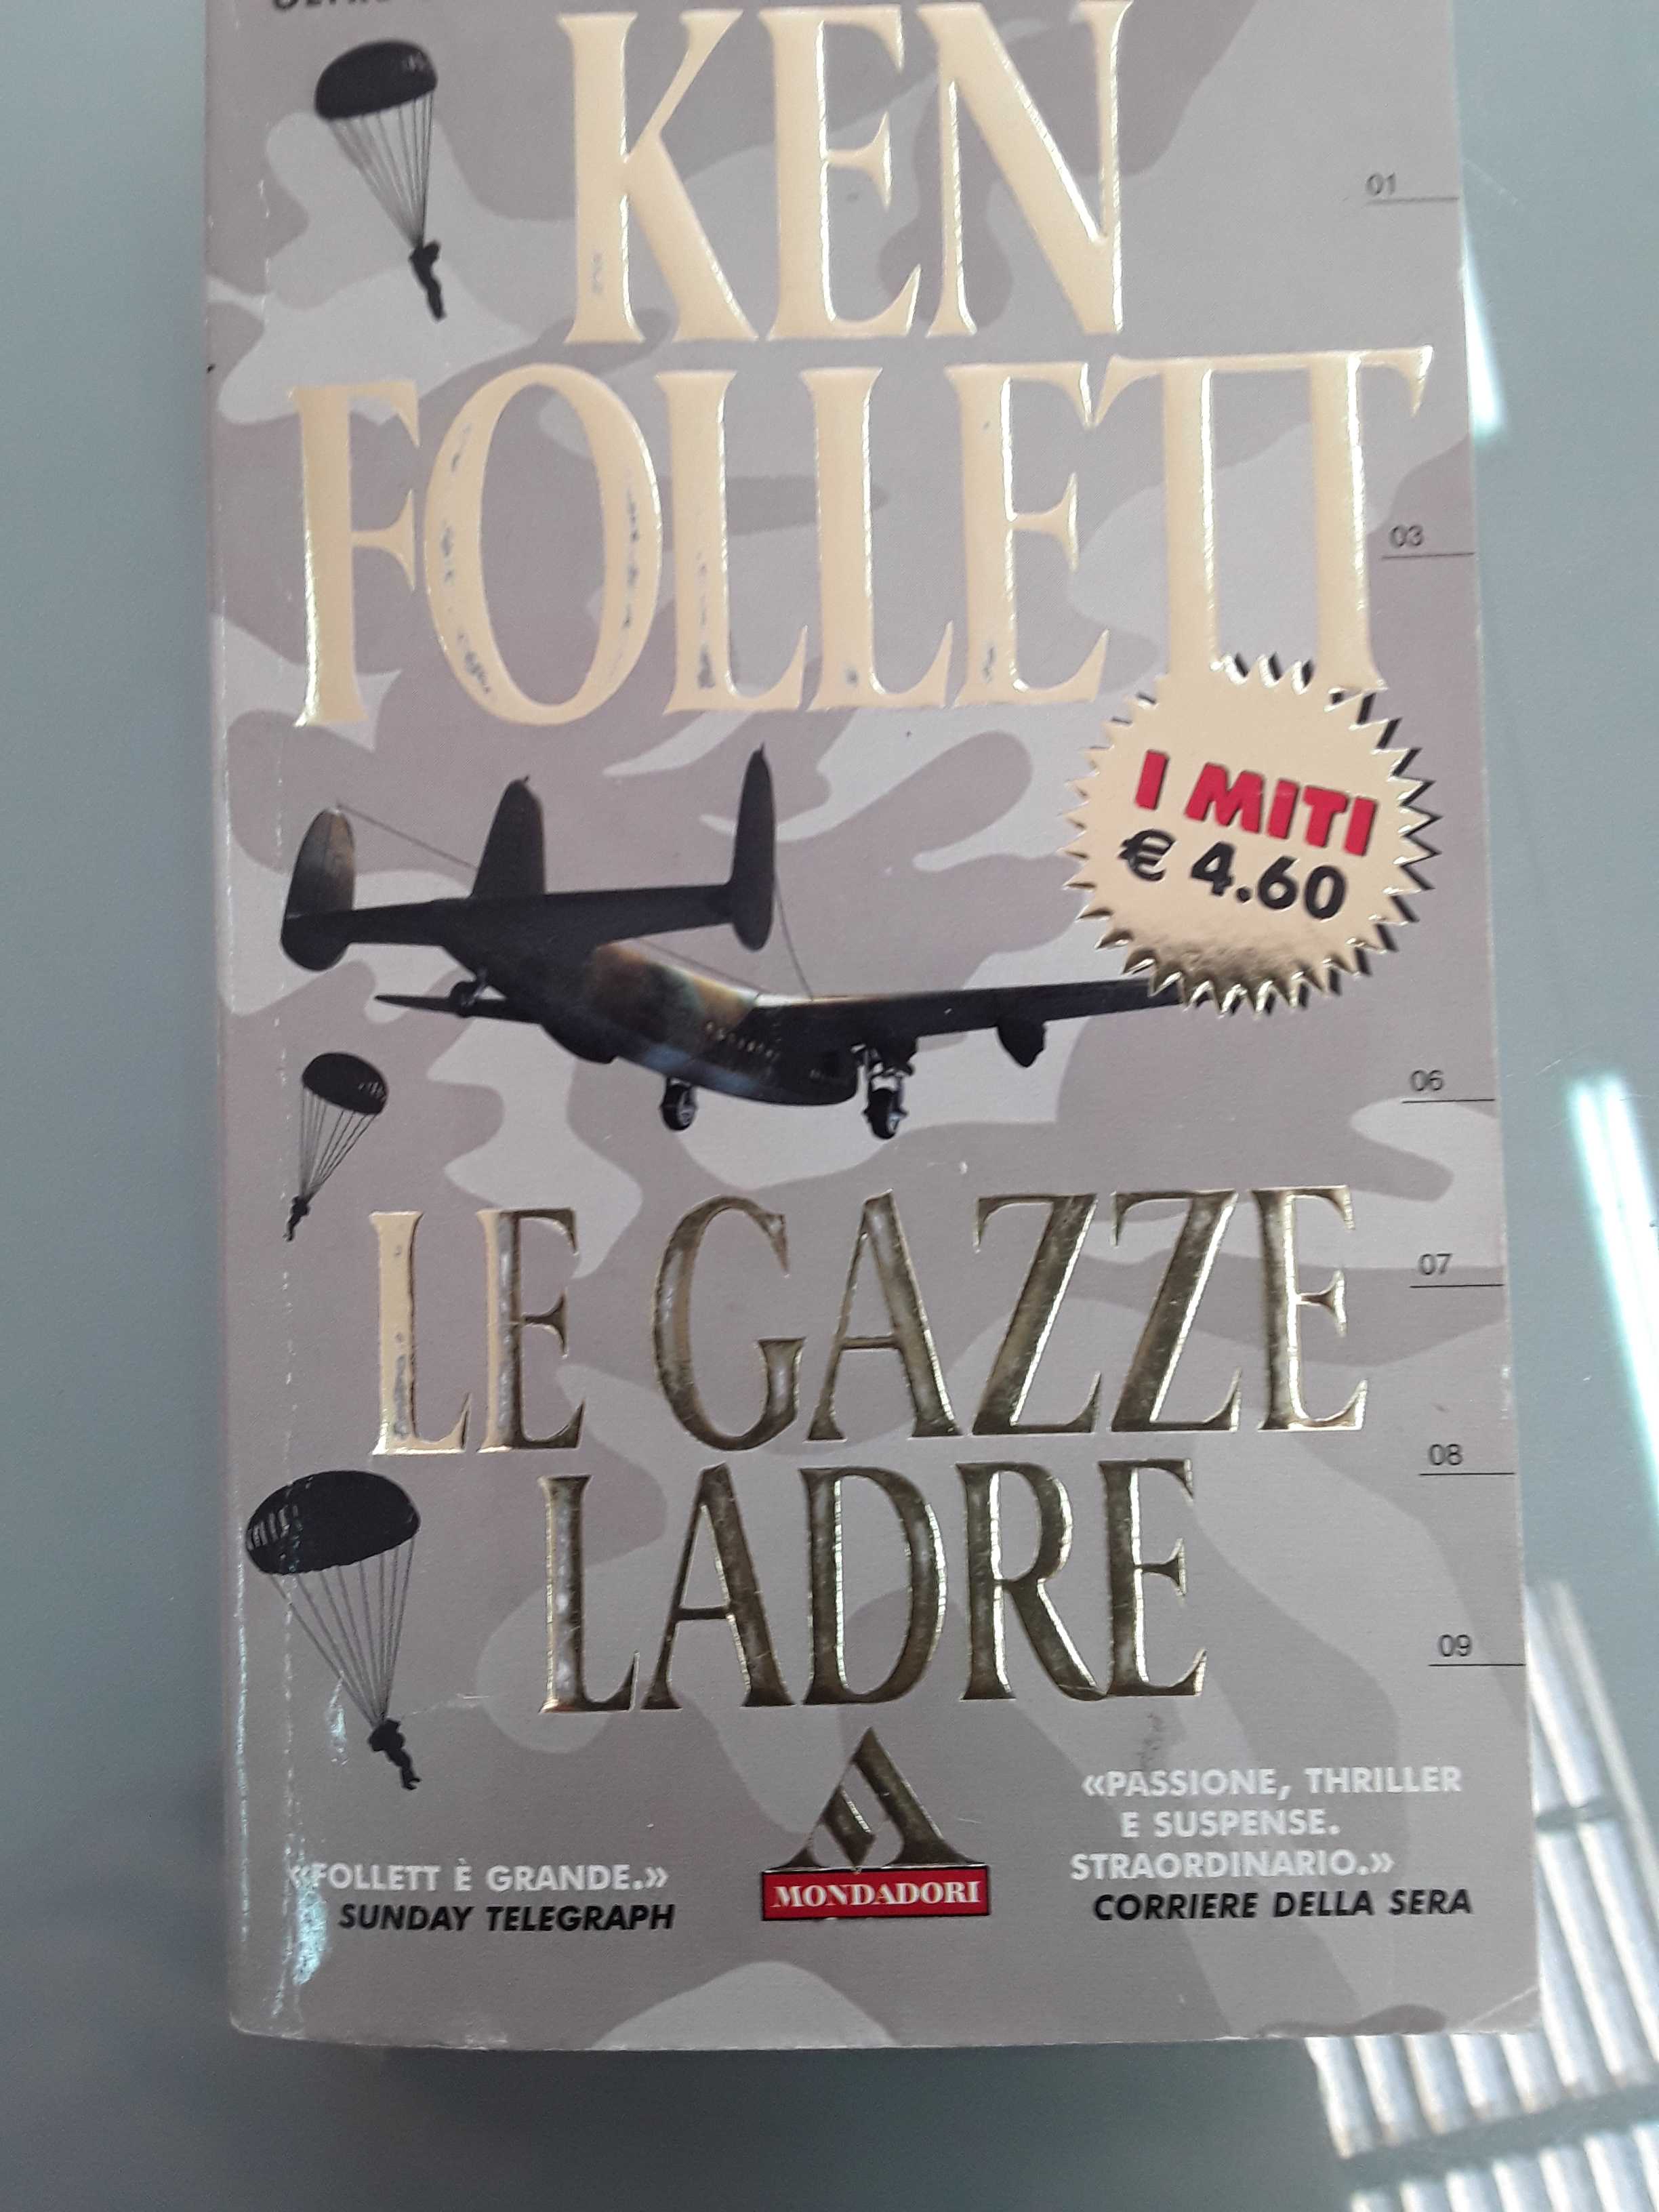 KEN
FOLLETT
01
03
I MITI
€ 4.60
06
LE GAZZE
07
LADRE
08
09
«FOLLETT È GRANDE.»
SUNDAY TELEGRAPH
MONDADORI
«PASSIONE, THRILLER
E SUSPENSE.
STRAORDINARIO.»
CORRIERE DELLA SERA